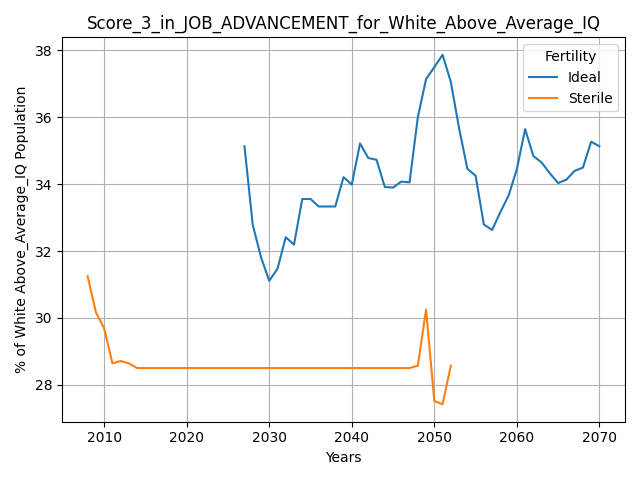 Score_3_in_JOB_ADVANCEMENT_for_White_Above_Average_IQ
% of White Above_Average_IQ Population
38
36
34
32
30
28
Fertility
Ideal
Sterile
2010 2020 2030 2040 2050 2060 2070
Years